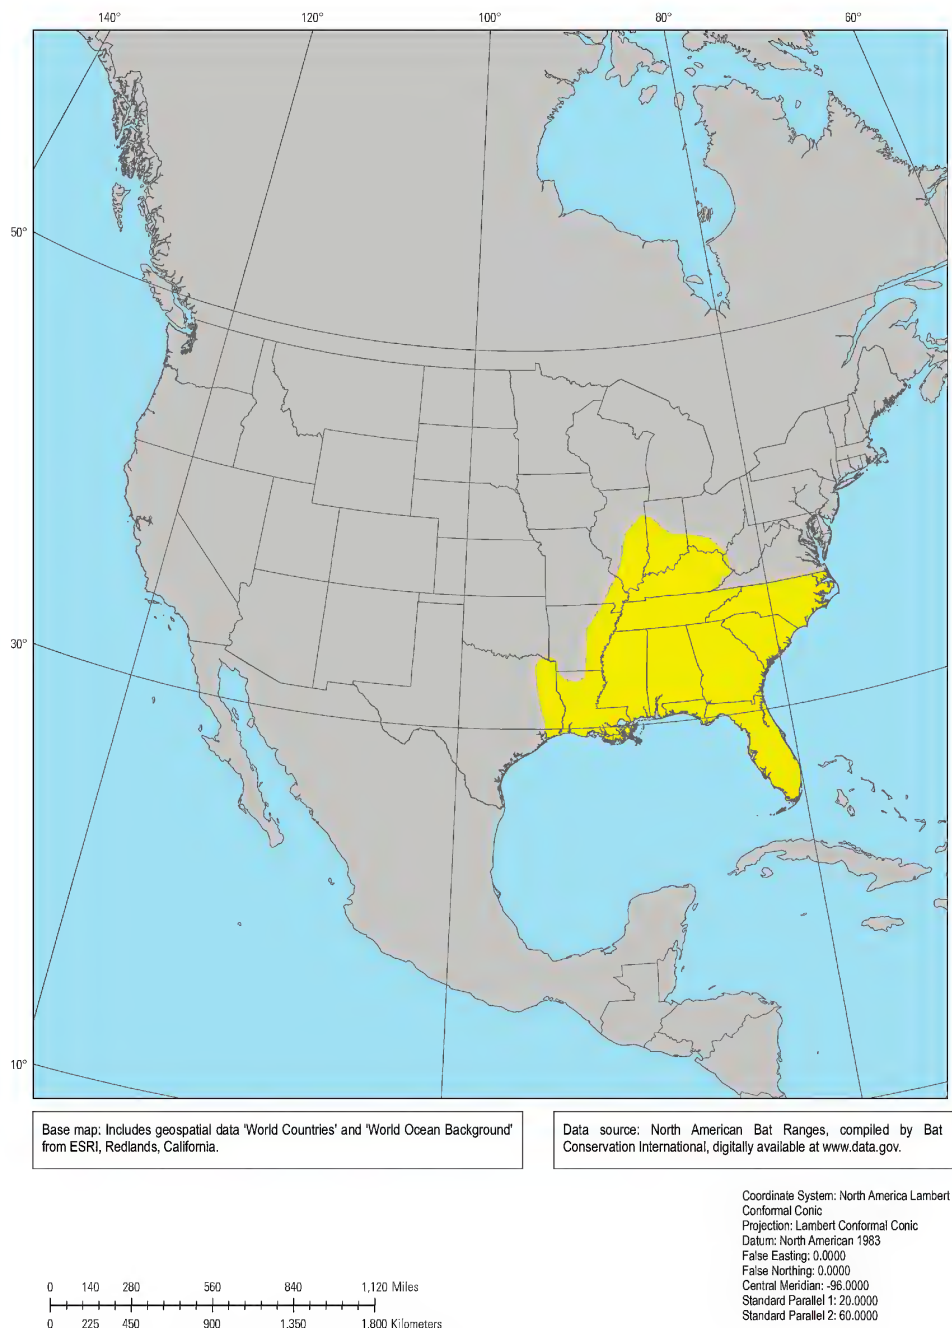 140°
120°
100°
80°
60°
50°
30°
10°
Base map: Includes geospatial data 'World Countries' and 'World Ocean Background'
from ESRI, Redlands, California.
Data source: North American Bat Ranges, compiled by Bat
Conservation International, digitally available at www.data.gov.
Coordinate System: North America Lambert
Conformal Conic
Projection: Lambert Conformal Conic
Datum: North American 1983
False Easting: 0.0000
False Northing: 0.0000
Central Meridian: -96.0000
Standard Parallel 1: 20.0000
Standard Parallel 2: 60.0000
0 140 280 560 840 1,120 Miles
0 225 450 900 1,350 1,800 Kilometers